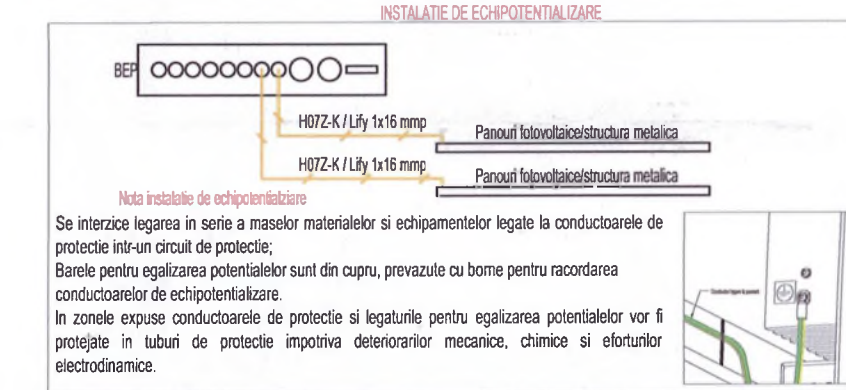 INSTALATIE DE ECHIPOTENTIALIZARE
BEP
H07Z-K / Lify 1x16 mmp
Panouri fotovoltaice/structura metalica
H07Z-K / Lify 1x16 mmp
Panouri fotovoltaice/structura metalica
Nota instalatie de echipotentialziare
Se interzice legarea in serie a maselor materialelor si echipamentelor legate la conductoarele de
protectie intr-un circuit de protectie;
Barele pentru egalizarea potentialelor sunt din cupru, prevazute cu borne pentru racordarea
conductoarelor de echipotentializare.
In zonele expuse conductoarele de protectie si legaturile pentru egalizarea potentialelor vor fi
protejate in tuburi de protectie impotriva deteriorarilor mecanice, chimice si eforturilor
electrodinamice.